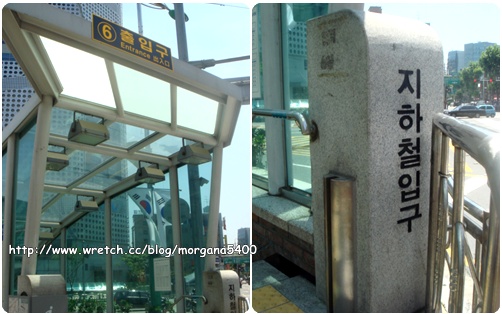 6 출입구
Entrance 出入口
http://www.wretch.cc/blog/morgana5400
지하철입구